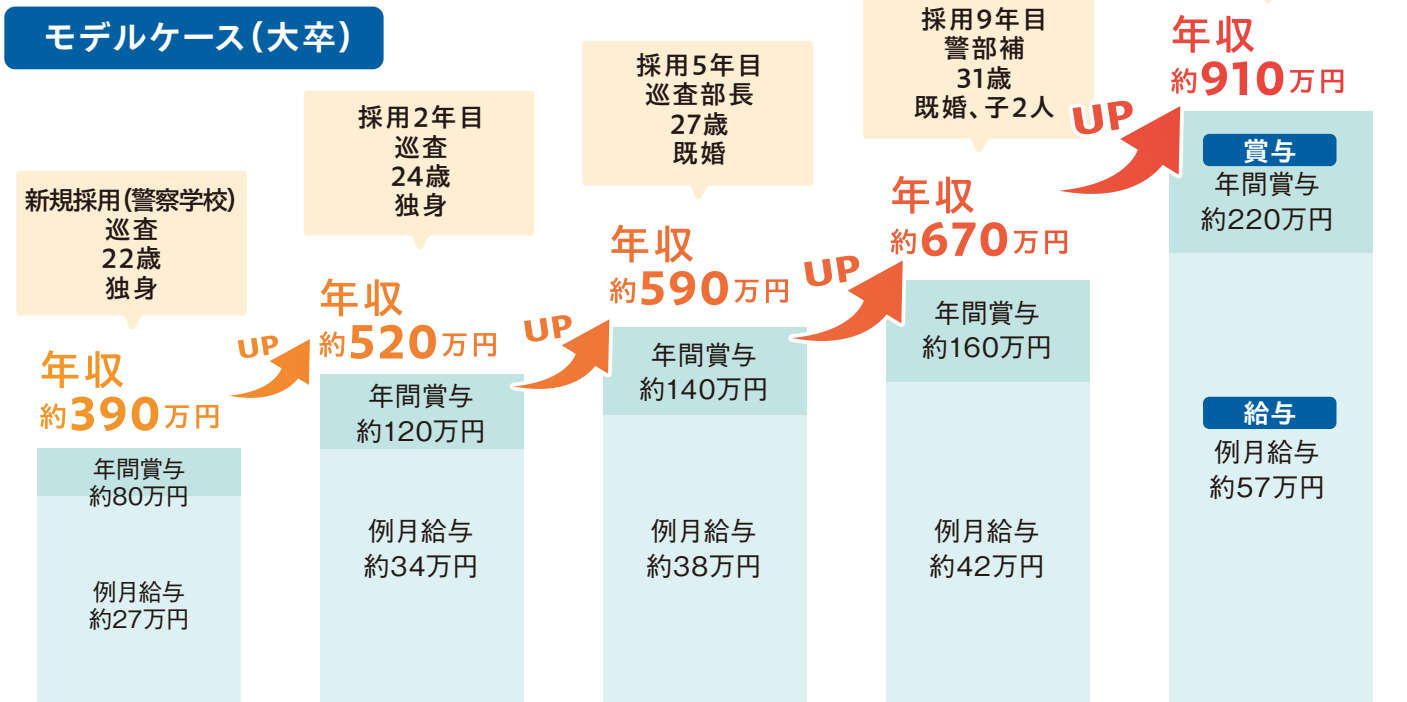 モデルケース(大卒)
新規採用(警察学校)
巡査
22歳
独身
年収
約390万円
年間賞与
約80万円
例月給与
約27万円
UP
採用2年目
巡査
24歳
独身
年収
約520万円
年間賞与
約120万円
例月給与
約34万円
UP
採用5年目
巡査部長
27歳
既婚
年収
約590万円
年間賞与
約140万円
例月給与
約38万円
UP
採用9年目
警部補
31歳
既婚、子2人
年収
約670万円
年間賞与
約160万円
例月給与
約42万円
UP
年収
約910万円
賞与
年間賞与
約220万円
給与
例月給与
約57万円